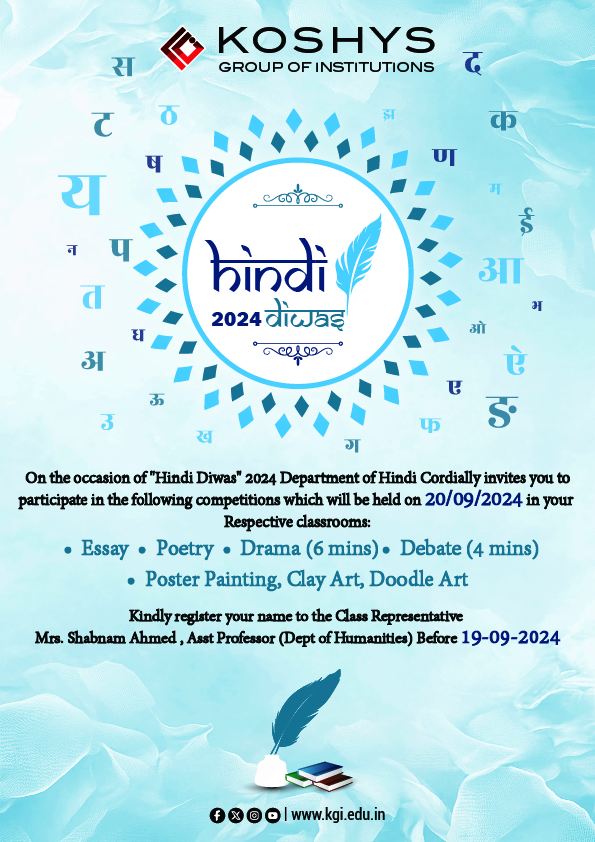 KOSHYS
GROUP OF INSTITUTIONS
स
द
ट
ठ
झ
क
ष
ण
य
म
ई
न
प
आ
त
भ
ध
ओ
अ
ऐ
ए
ऊ
ङ
उ
ख
फ
ग
hindi
2024 diwas
On the occasion of "Hindi Diwas" 2024 Department of Hindi Cordially invites you to
participate in the following competitions which will be held on 20/09/2024 in your
Respective classrooms:
• Essay • Poetry • Drama (6 mins) • Debate (4 mins)
• Poster Painting, Clay Art, Doodle Art
Kindly register your name to the Class Representative
Mrs. Shabnam Ahmed , Asst Professor (Dept of Humanities) Before 19-09-2024
| www.kgi.edu.in